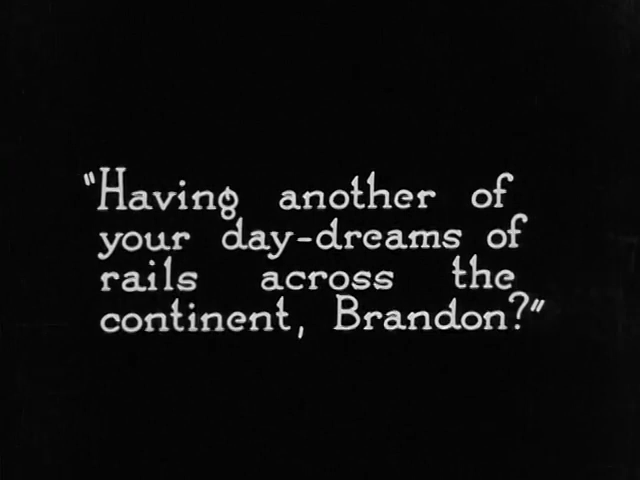 "Having another of
your day-dreams of
rails across the
continent, Brandon?"